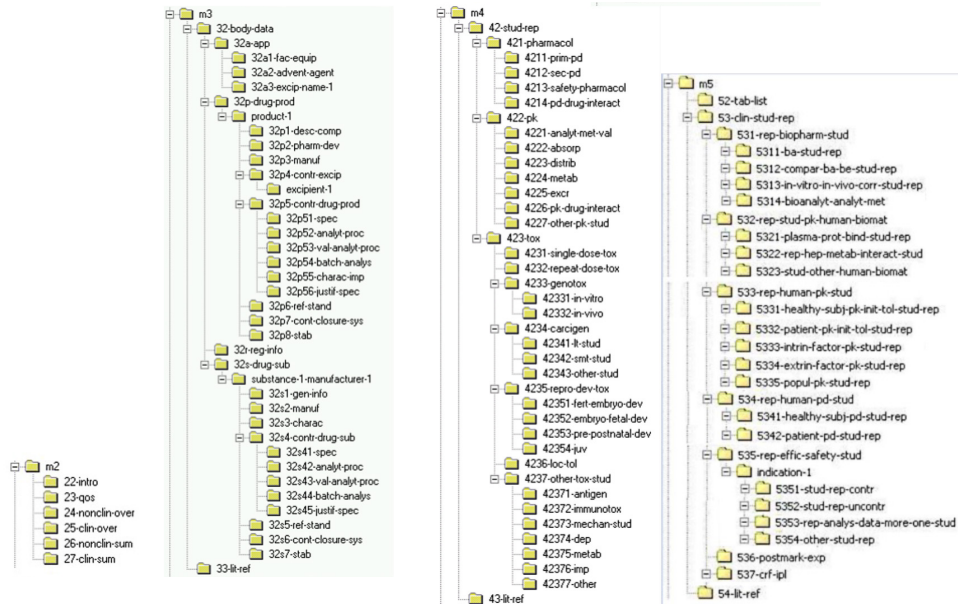 m2
22-intro
23-qos
24-nonclin-over
25-clin-over
26-nonclin-sum
27-clin-sum
m3
32-body-data
32a-app
32a1-fac-equip
32a2-advent-agent
32a3-excip-name-1
32p-drug-prod
product-1
32p1-desc-comp
32p2-pharm-dev
32p3-manuf
32p4-contr-excip
excipient-1
32p5-contr-drug-prod
32p51-spec
32p52-analyt-proc
32p53-val-analyt-proc
32p54-batch-analys
32p55-charac-imp
32p56-justif-spec
32p6-ref-stand
32p7-cont-closure-sys
32p8-stab
32r-reg-info
32s-drug-sub
substance-1-manufacturer-1
32s1-gen-info
32s2-manuf
32s3-charac
32s4-contr-drug-sub
32s41-spec
32s42-analyt-proc
32s43-val-analyt-proc
32s44-batch-analys
32s45-justif-spec
32s5-ref-stand
32s6-cont-closure-sys
32s7-stab
33-lit-ref
m4
42-stud-rep
421-pharmacol
4211-prim-pd
4212-sec-pd
4213-safety-pharmacol
4214-pd-drug-interact
422-pk
4221-analyt-met-val
4222-absorp
4223-distrib
4224-metab
4225-excr
4226-pk-drug-interact
4227-other-pk-stud
423-tox
4231-single-dose-tox
4232-repeat-dose-tox
4233-genotox
42331-in-vitro
42332-in-vivo
4234-carcigen
42341-lt-stud
42342-smt-stud
42343-other-stud
4235-repro-dev-tox
42351-fert-embryo-dev
42352-embryo-fetal-dev
42353-pre-postnatal-dev
42354-juv
4236-loc-tol
4237-other-tox-stud
42371-antigen
42372-immunotox
42373-mechan-stud
42374-dep
42375-metab
42376-imp
42377-other
43-lit-ref
m5
52-tab-list
53-clin-stud-rep
531-rep-biopharm-stud
5311-ba-stud-rep
5312-compar-ba-be-stud-rep
5313-in-vitro-in-vivo-corr-stud-rep
5314-bioanalyt-analyt-met
532-rep-stud-pk-human-biomat
5321-plasma-prot-bind-stud-rep
5322-rep-hep-metab-interact-stud
5323-stud-other-human-biomat
533-rep-human-pk-stud
5331-healthy-subj-pk-init-tol-stud-rep
5332-patient-pk-init-tol-stud-rep
5333-intrin-factor-pk-stud-rep
5334-extrin-factor-pk-stud-rep
5335-popul-pk-stud-rep
534-rep-human-pd-stud
5341-healthy-subj-pd-stud-rep
5342-patient-pd-stud-rep
535-rep-effic-safety-stud
indication-1
5351-stud-rep-contr
5352-stud-rep-uncontr
5353-rep-analys-data-more-one-stud
5354-other-stud-rep
536-postmark-exp
537-crf-ipl
54-lit-ref